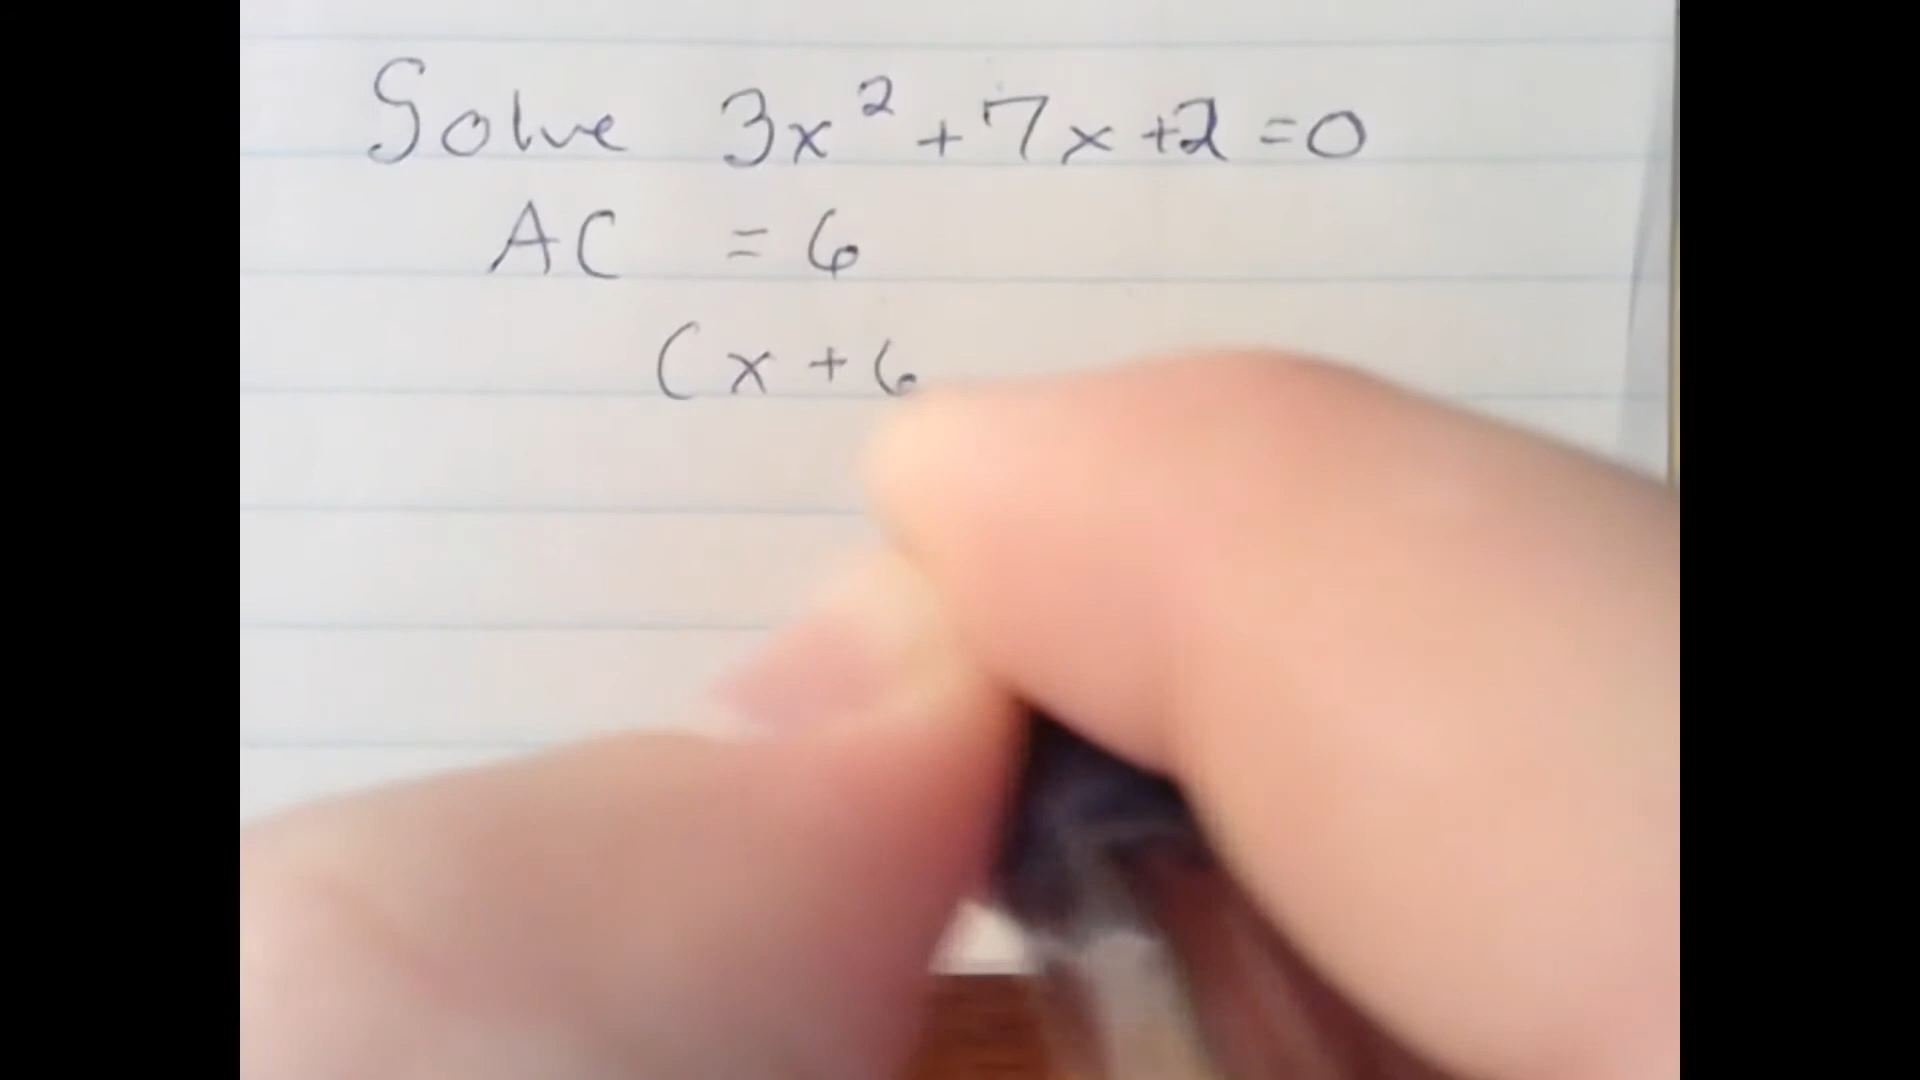 Solve 3x² + 7x + 2 = 0
AC = 6
(x + 6